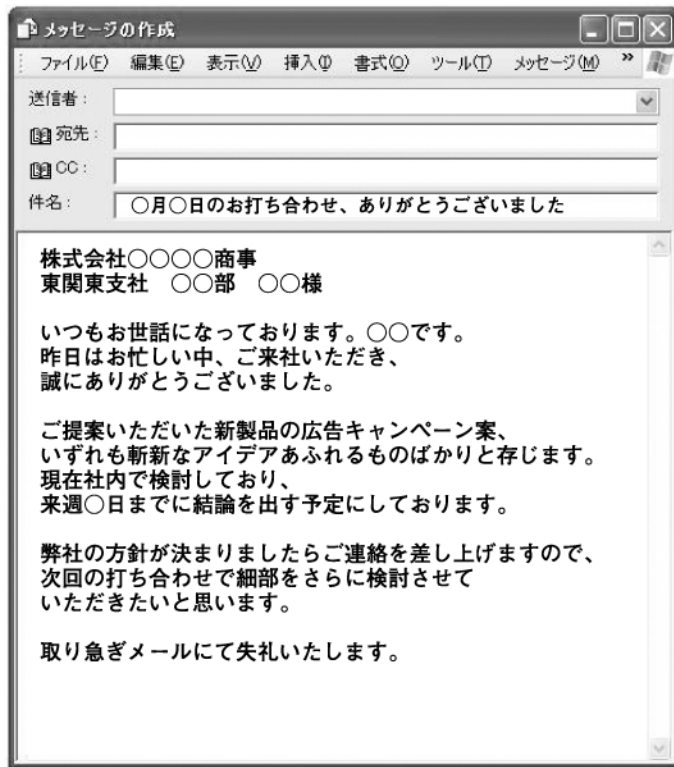 メッセージの作成
ファイル(F) 編集(E) 表示(V) 挿入(I) 書式(O) ツール(T) メッセージ(M) »
送信者：
宛先：
CC：
件名： ○月○日のお打ち合わせ、ありがとうございました
株式会社○○○○商事
東関東支社　○○部　○○様
いつもお世話になっております。○○です。
昨日はお忙しい中、ご来社いただき、
誠にありがとうございました。
ご提案いただいた新製品の広告キャンペーン案、
いずれも斬新なアイデアあふれるものばかりと存じます。
現在社内で検討しており、
来週○日までに結論を出す予定にしております。
弊社の方針が決まりましたらご連絡を差し上げますので、
次回の打ち合わせで細部をさらに検討させて
いただきたいと思います。
取り急ぎメールにて失礼いたします。